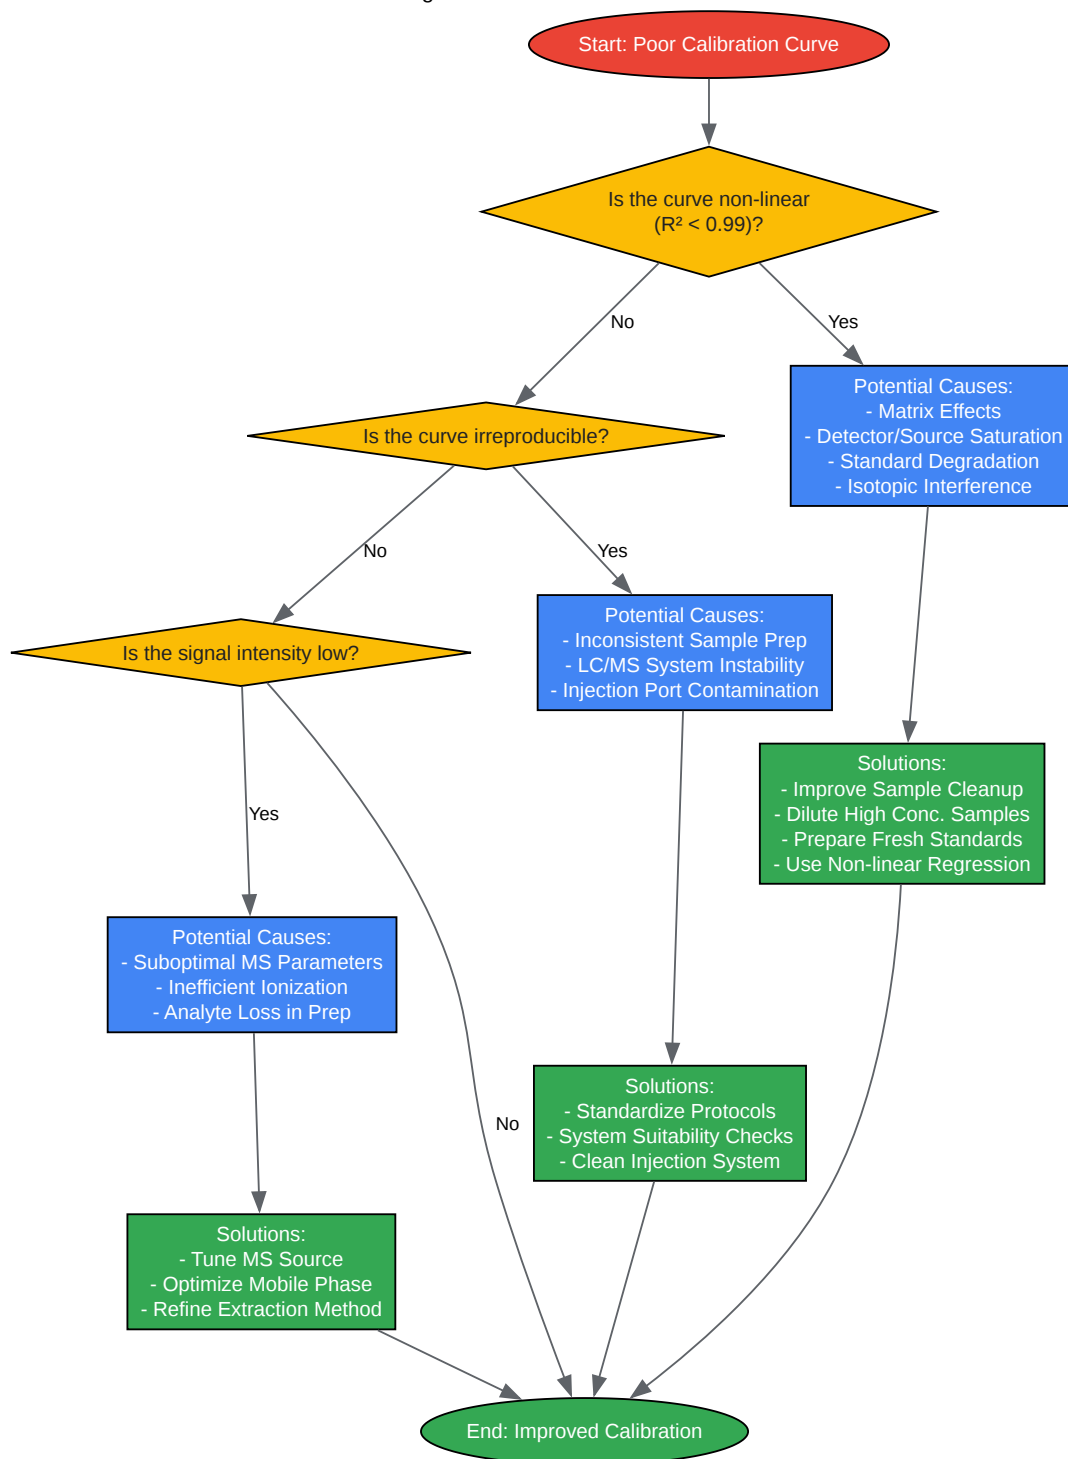 Start: Poor Calibration Curve
Is the curve non-linear
(R² < 0.99)?
No
Yes
Potential Causes:
- Matrix Effects
- Detector/Source Saturation
- Standard Degradation
- Isotopic Interference
Is the curve irreproducible?
No
Yes
Potential Causes:
- Inconsistent Sample Prep
- LC/MS System Instability
- Injection Port Contamination
Is the signal intensity low?
Solutions:
- Improve Sample Cleanup
- Dilute High Conc. Samples
- Prepare Fresh Standards
- Use Non-linear Regression
Yes
Potential Causes:
- Suboptimal MS Parameters
- Inefficient Ionization
- Analyte Loss in Prep
No
Solutions:
- Standardize Protocols
- System Suitability Checks
- Clean Injection System
Solutions:
- Tune MS Source
- Optimize Mobile Phase
- Refine Extraction Method
End: Improved Calibration